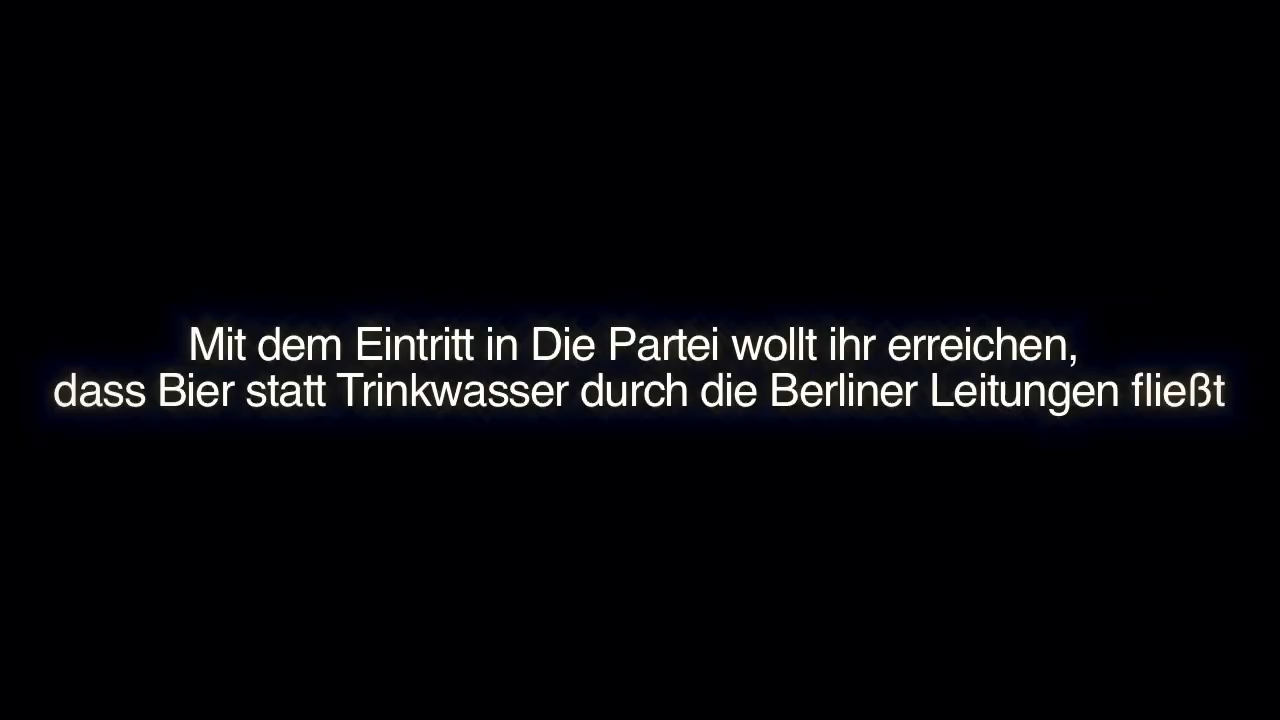 Mit dem Eintritt in Die Partei wollt ihr erreichen,
dass Bier statt Trinkwasser durch die Berliner Leitungen fließt